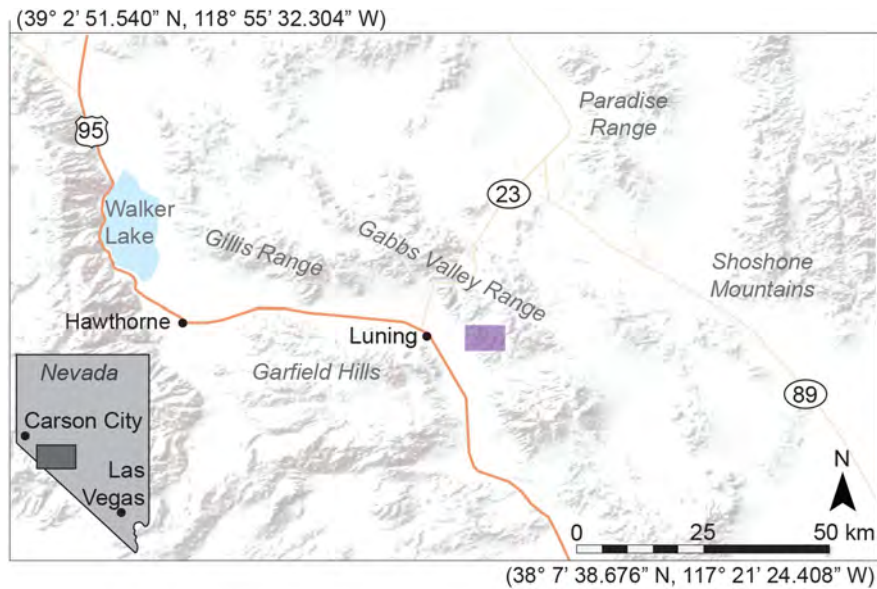 (39° 2’ 51.540” N, 118° 55’ 32.304” W)
Paradise
Range
95
23
Walker
Lake
Gillis Range
Gabbs Valley Range
Shoshone
Mountains
Hawthorne
Luning
Garfield Hills
Nevada
89
Carson City
Las
Vegas
N
0 25 50 km
(38° 7’ 38.676” N, 117° 21’ 24.408” W)